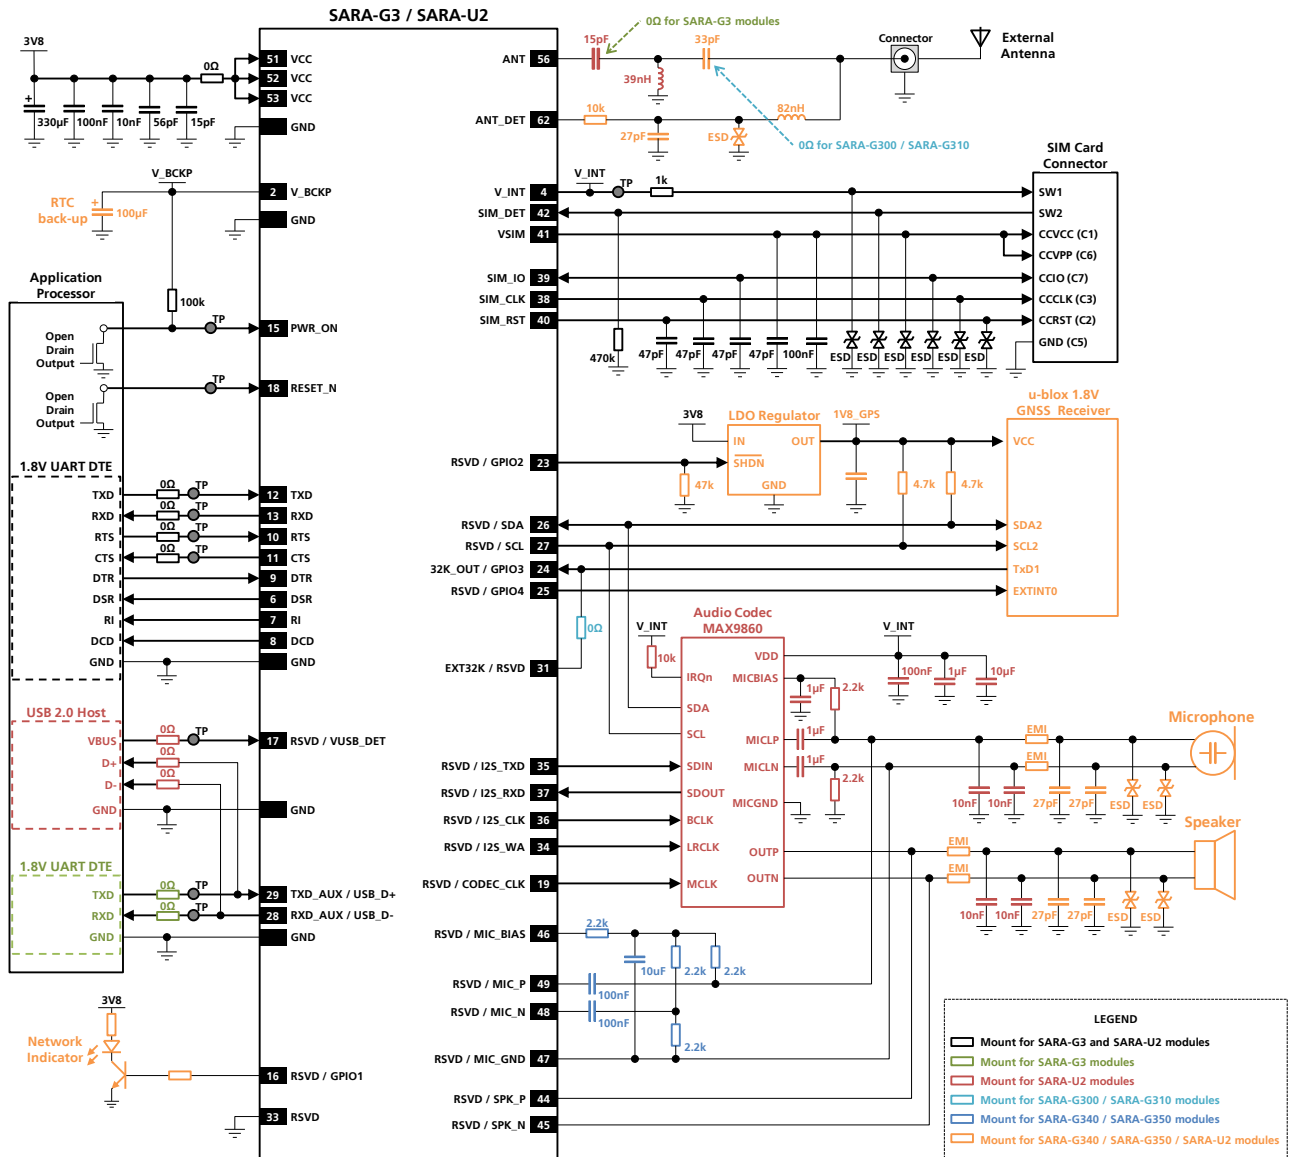 SARA-G3 / SARA-U2
3V8
0Ω
330µF
100nF
10nF
56pF
15pF
51 VCC
52 VCC
53 VCC
GND
V_BCKP
RTC
back-up
100µF
2 V_BCKP
GND
Application
Processor
100k
TP
15 PWR_ON
Open
Drain
Output
TP
18 RESET_N
Open
Drain
Output
1.8V UART DTE
TXD 0Ω TP 12 TXD
RXD 0Ω TP 13 RXD
RTS 0Ω TP 10 RTS
CTS 0Ω TP 11 CTS
DTR 9 DTR
DSR 6 DSR
RI 7 RI
DCD 8 DCD
GND GND
USB 2.0 Host
VBUS 0Ω TP 17 RSVD / VUSB_DET
D+ 0Ω
D- 0Ω
GND GND
1.8V UART DTE
TXD 0Ω TP 29 TXD_AUX / USB_D+
RXD 0Ω TP 28 RXD_AUX / USB_D-
GND GND
3V8
Network
Indicator
16 RSVD / GPIO1
33 RSVD
0Ω for SARA-G3 modules
ANT 56
15pF
33pF
39nH
Connector
External
Antenna
ANT_DET 62
10k
27pF
ESD
82nH
0Ω for SARA-G300 / SARA-G310
SIM Card
Connector
V_INT 4
V_INT
TP
1k
SW1
SIM_DET 42
SW2
VSIM 41
CCVCC (C1)
CCVPP (C6)
SIM_IO 39
CCIO (C7)
SIM_CLK 38
CCCLK (C3)
SIM_RST 40
CCRST (C2)
GND (C5)
470k
47pF
47pF
47pF
47pF
100nF
ESD
ESD
ESD
ESD
ESD
ESD
u-blox 1.8V
GNSS Receiver
3V8
LDO Regulator
1V8_GPS
IN
OUT
SHDN
GND
VCC
RSVD / GPIO2 23
47k
4.7k
4.7k
RSVD / SDA 26
SDA2
RSVD / SCL 27
SCL2
32K_OUT / GPIO3 24
TxD1
RSVD / GPIO4 25
EXTINT0
0Ω
EXT32K / RSVD 31
Audio Codec
MAX9860
V_INT
10k
IRQn
SDA
SCL
SDIN
SDOUT
BCLK
LRCLK
MCLK
VDD
MICBIAS
MICLP
MICLN
MICGND
OUTP
OUTN
V_INT
100nF
1µF
10µF
1µF
2.2k
1µF
1µF
2.2k
RSVD / I2S_TXD 35
RSVD / I2S_RXD 37
RSVD / I2S_CLK 36
RSVD / I2S_WA 34
RSVD / CODEC_CLK 19
Microphone
EMI
EMI
10nF
10nF
27pF
27pF
ESD
ESD
Speaker
EMI
EMI
10nF
10nF
27pF
27pF
ESD
ESD
RSVD / MIC_BIAS 46
2.2k
10uF
2.2k
2.2k
RSVD / MIC_P 49
100nF
RSVD / MIC_N 48
100nF
2.2k
RSVD / MIC_GND 47
RSVD / SPK_P 44
RSVD / SPK_N 45
LEGEND
Mount for SARA-G3 and SARA-U2 modules
Mount for SARA-G3 modules
Mount for SARA-U2 modules
Mount for SARA-G300 / SARA-G310 modules
Mount for SARA-G340 / SARA-G350 modules
Mount for SARA-G340 / SARA-G350 / SARA-U2 modules